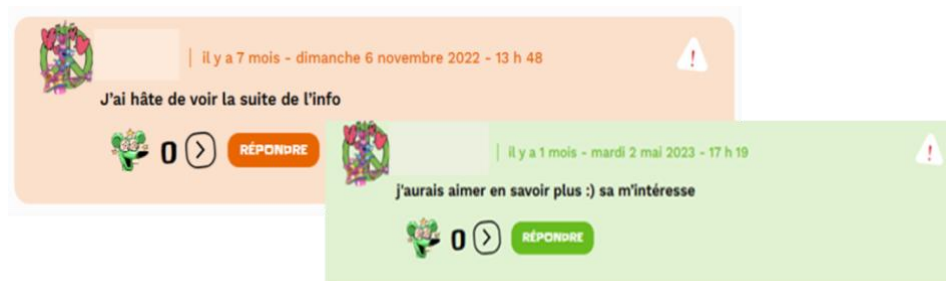 | il y a 7 mois - dimanche 6 novembre 2022 - 13 h 48
!
J'ai hâte de voir la suite de l'info
0 > RÉPONDRE
| il y a 1 mois - mardi 2 mai 2023 - 17 h 19
!
j'aurais aimer en savoir plus :) sa m'intéresse
0 > RÉPONDRE